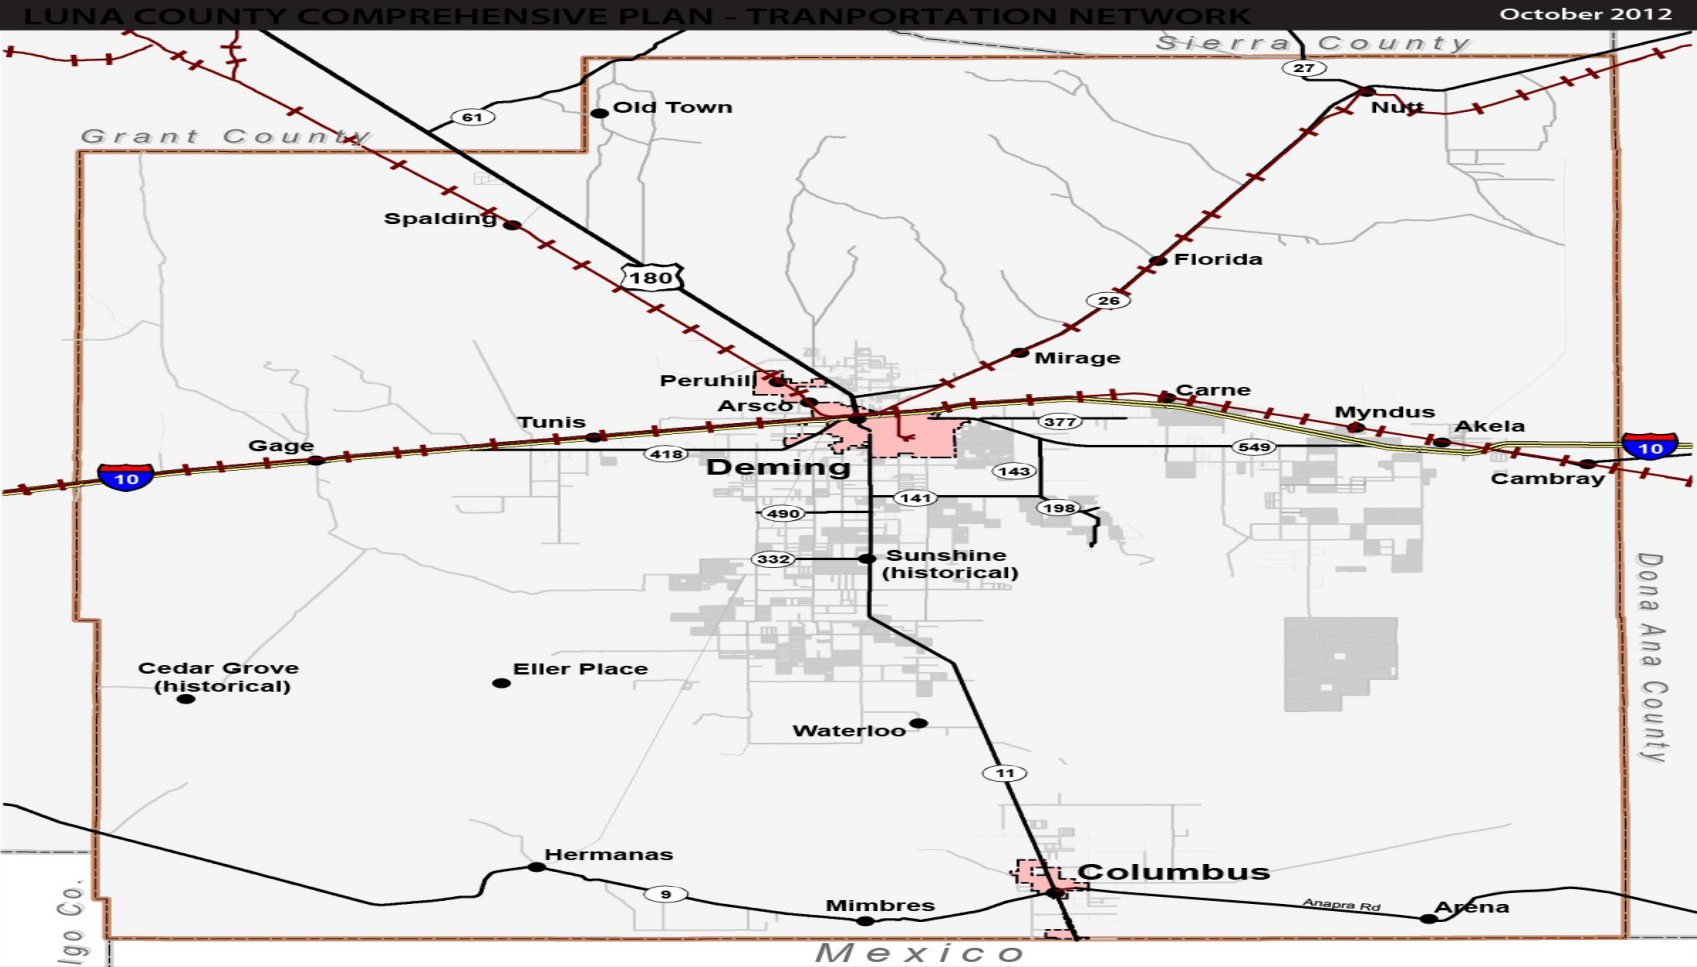 LUNA COUNTY COMPREHENSIVE PLAN - TRANPORTATION NETWORK
October 2012
Sierra County
27
Nutt
61
Old Town
Grant County
Spalding
180
Florida
26
Mirage
Peruhill
Arsco
Carne
Tunis
377
Myndus
Akela
Gage
418
Deming
549
10
10
143
Cambray
141
198
490
332
Sunshine
(historical)
Dona Ana County
Cedar Grove
(historical)
Eller Place
Waterloo
11
Hermanas
Columbus
9
Mimbres
Anapra Rd
Arena
lgo Co.
Mexico